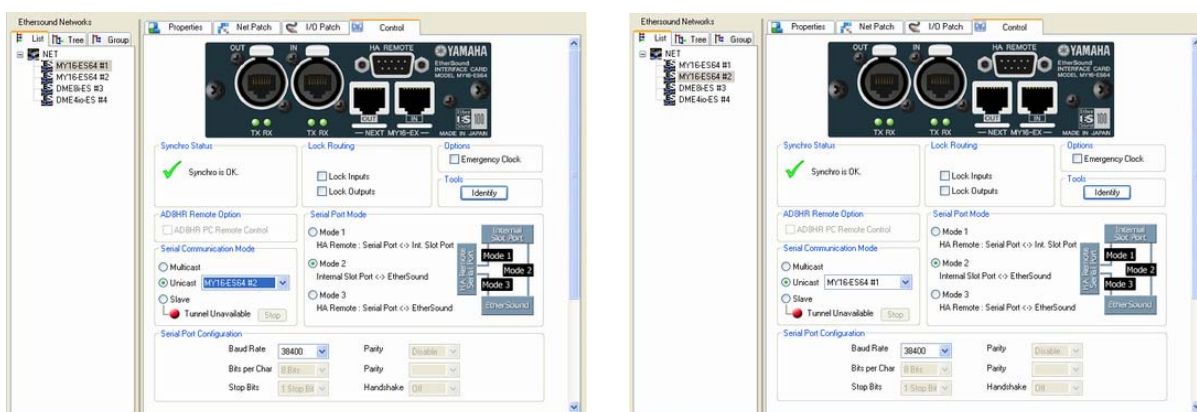 Ethersound Networks
List Tree Group
NET
MY16-ES64 #1
MY16-ES64 #2
DME8i-ES #3
DME4io-ES #4
Properties Net Patch I/O Patch Control
OUT IN HA REMOTE YAMAHA
EtherSound
INTERFACE CARD
MODEL MY16-ES64
OUT IN
TX RX TX RX NEXT MY16-EX MADE IN JAPAN
Synchro Status
Synchro is OK.
Lock Routing
Lock Inputs
Lock Outputs
Options
Emergency Clock
Tools
Identify
AD8HR Remote Option
AD8HR PC Remote Control
Serial Communication Mode
Multicast
Unicast MY16-ES64 #2
Slave
Tunnel Unavailable Stop
Serial Port Mode
Mode 1
HA Remote : Serial Port <-> Int. Slot Port
Mode 2
Internal Slot Port <-> EtherSound
Mode 3
HA Remote : Serial Port <-> EtherSound
Internal
Slot Port
HA Remote
Serial Port
Mode 1
Mode 2
Mode 3
EtherSound
Serial Port Configuration
Baud Rate 38400 Parity Disable
Bits per Char 8 Bits Parity
Stop Bits 1 Stop Bit Handshake Off
Ethersound Networks
List Tree Group
NET
MY16-ES64 #1
MY16-ES64 #2
DME8i-ES #3
DME4io-ES #4
Properties Net Patch I/O Patch Control
OUT IN HA REMOTE YAMAHA
EtherSound
INTERFACE CARD
MODEL MY16-ES64
OUT IN
TX RX TX RX NEXT MY16-EX MADE IN JAPAN
Synchro Status
Synchro is OK.
Lock Routing
Lock Inputs
Lock Outputs
Options
Emergency Clock
Tools
Identify
AD8HR Remote Option
AD8HR PC Remote Control
Serial Communication Mode
Multicast
Unicast MY16-ES64 #1
Slave
Tunnel Unavailable Stop
Serial Port Mode
Mode 1
HA Remote : Serial Port <-> Int. Slot Port
Mode 2
Internal Slot Port <-> EtherSound
Mode 3
HA Remote : Serial Port <-> EtherSound
Internal
Slot Port
HA Remote
Serial Port
Mode 1
Mode 2
Mode 3
EtherSound
Serial Port Configuration
Baud Rate 38400 Parity Disable
Bits per Char 8 Bits Parity
Stop Bits 1 Stop Bit Handshake Off